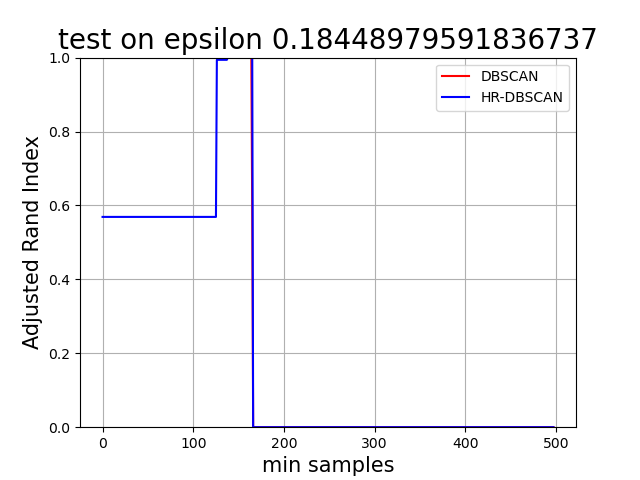 test on epsilon 0.18448979591836737
1.0
0.8
0.6
0.4
0.2
0.0
Adjusted Rand Index
DBSCAN
HR-DBSCAN
0 100 200 300 400 500
min samples